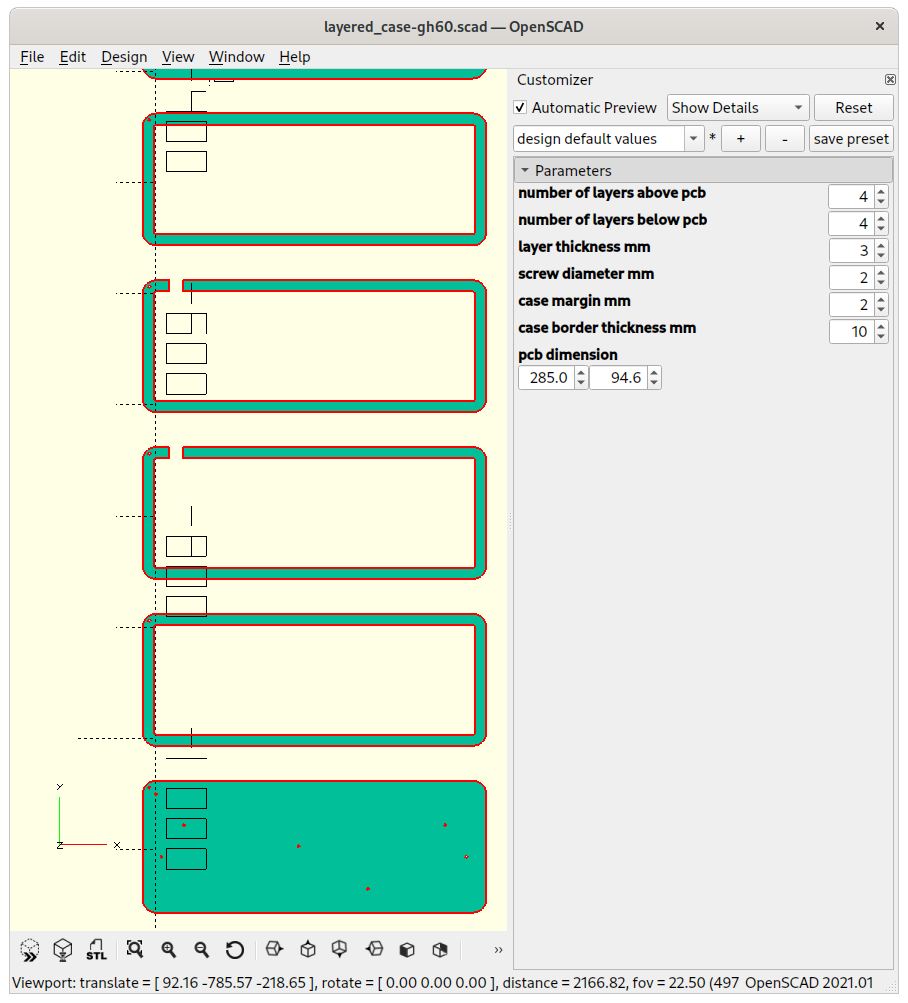 layered_case-gh60.scad — OpenSCAD ×
File Edit Design View Window Help
Customizer
Automatic Preview Show Details Reset
design default values * + - save preset
Parameters
number of layers above pcb 4
number of layers below pcb 4
layer thickness mm 3
screw diameter mm 2
case margin mm 2
case border thickness mm 10
pcb dimension
285.0 94.6
Y
Z X
STL »
Viewport: translate = [ 92.16 -785.57 -218.65 ], rotate = [ 0.00 0.00 0.00 ], distance = 2166.82, fov = 22.50 (497 OpenSCAD 2021.01